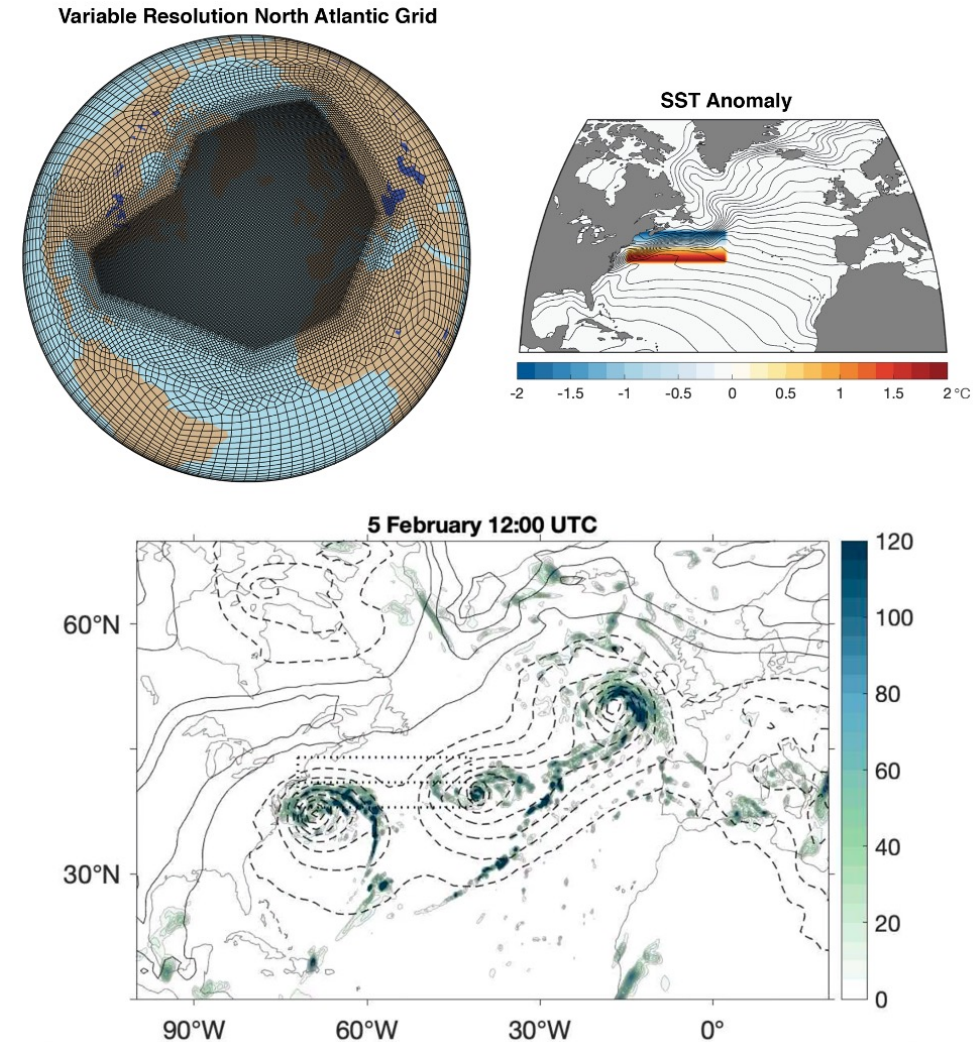 Variable Resolution North Atlantic Grid
SST Anomaly
-2 -1.5 -1 -0.5 0 0.5 1 1.5 2 °C
5 February 12:00 UTC
120
100
80
60
40
20
0
60°N
30°N
90°W 60°W 30°W 0°